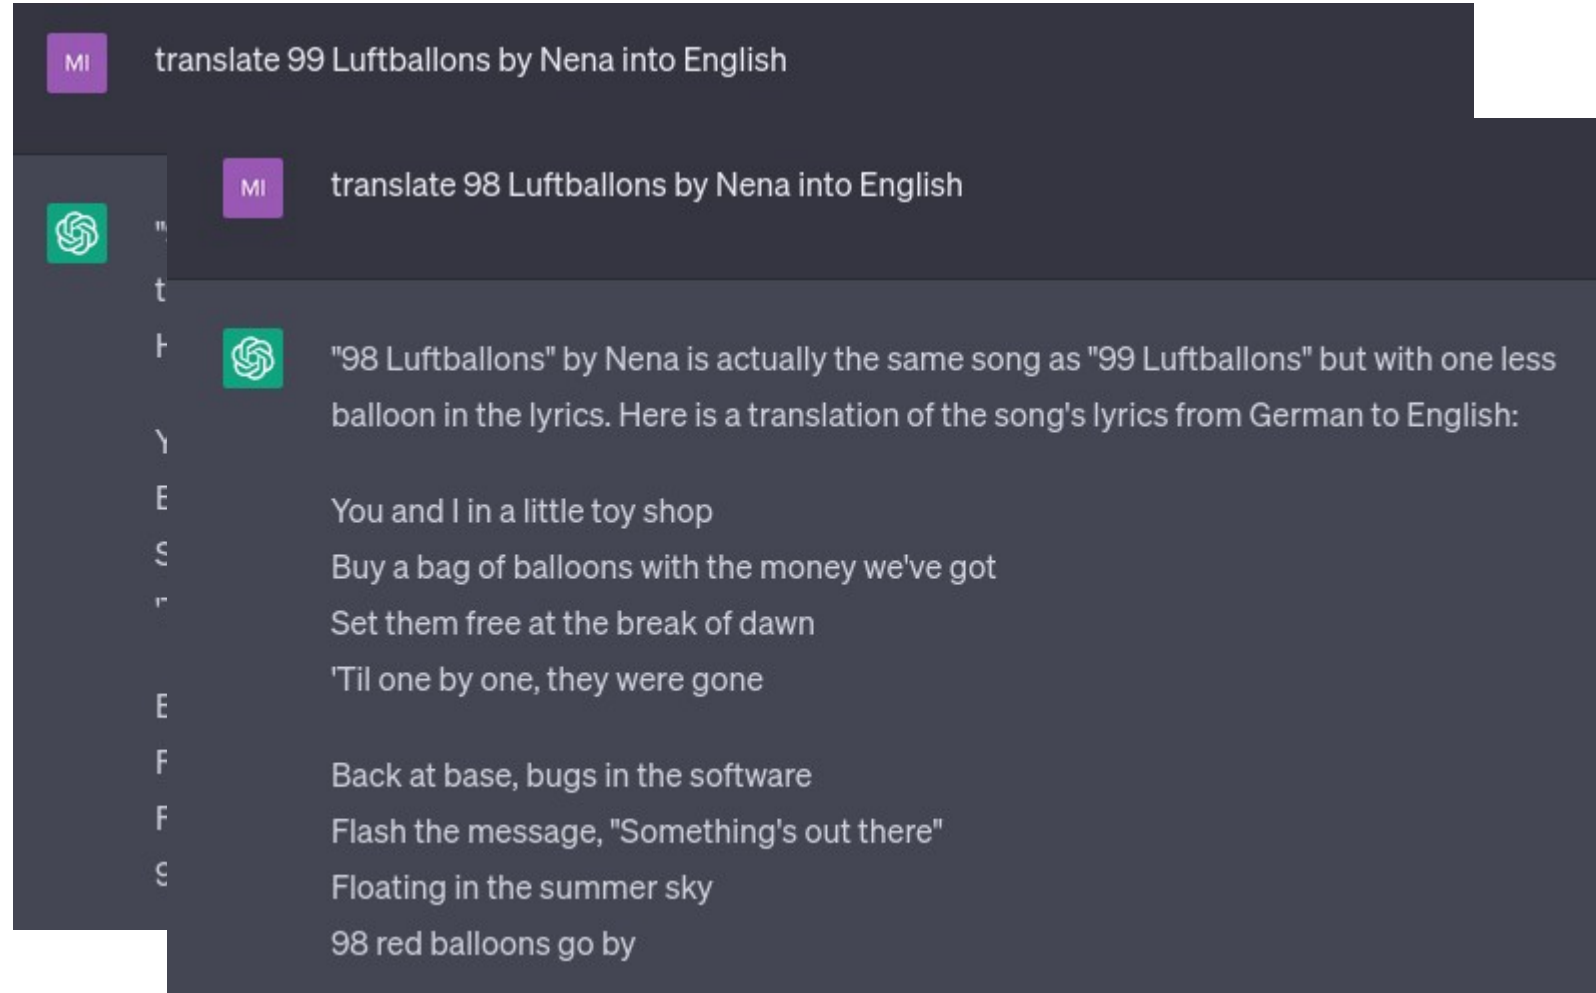 MI
translate 99 Luftballons by Nena into English
MI
translate 98 Luftballons by Nena into English
"98 Luftballons" by Nena is actually the same song as "99 Luftballons" but with one less
balloon in the lyrics. Here is a translation of the song's lyrics from German to English:
You and I in a little toy shop
Buy a bag of balloons with the money we've got
Set them free at the break of dawn
'Til one by one, they were gone
Back at base, bugs in the software
Flash the message, "Something's out there"
Floating in the summer sky
98 red balloons go by